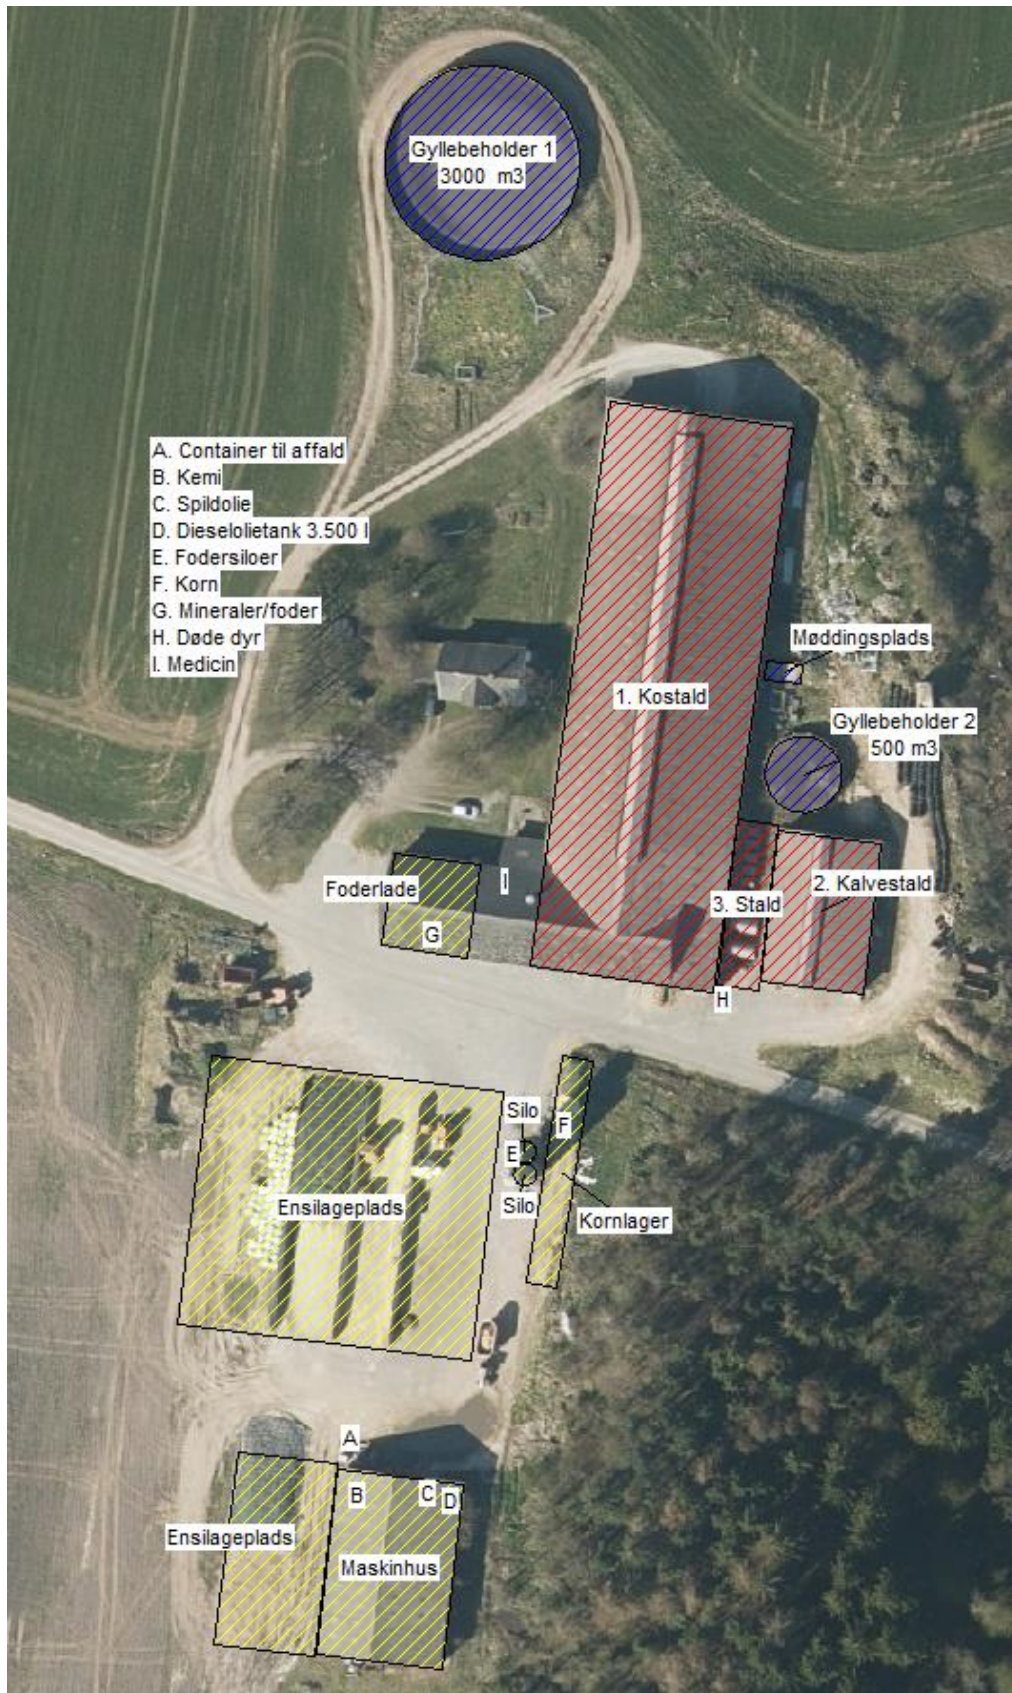 Gyllebeholder 1
3000 m3
A. Container til affald
B. Kemi
C. Spildolie
D. Dieselolietank 3.500 l
E. Fodersiloer
F. Korn
G. Mineraler/foder
H. Døde dyr
I. Medicin
Møddingsplads
1. Kostald
Gyllebeholder 2
500 m3
Foderlade
I
2. Kalvestald
3. Stald
G
H
Silo
F
E
Silo
Ensilageplads
Kornlager
A
B
C
D
Ensilageplads
Maskinhus